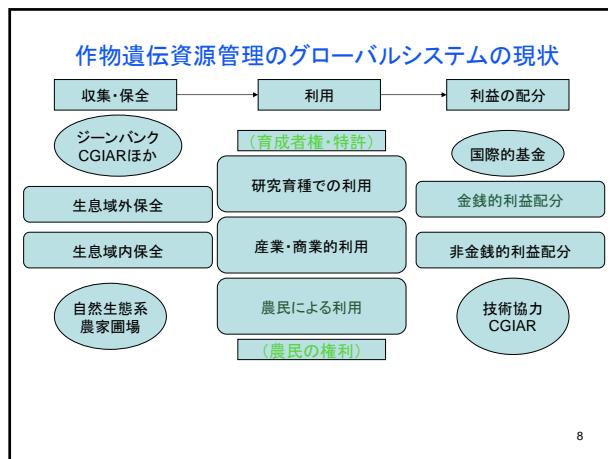 作物遺伝資源管理のグローバルシステムの現状
収集・保全
利用
利益の配分
ジーンバンク
CGIARほか
生息域外保全
生息域内保全
自然生態系
農家圃場
(育成者権・特許)
研究育種での利用
産業・商業的利用
農民による利用
(農民の権利)
国際的基金
金銭的利益配分
非金銭的利益配分
技術協力
CGIAR
8